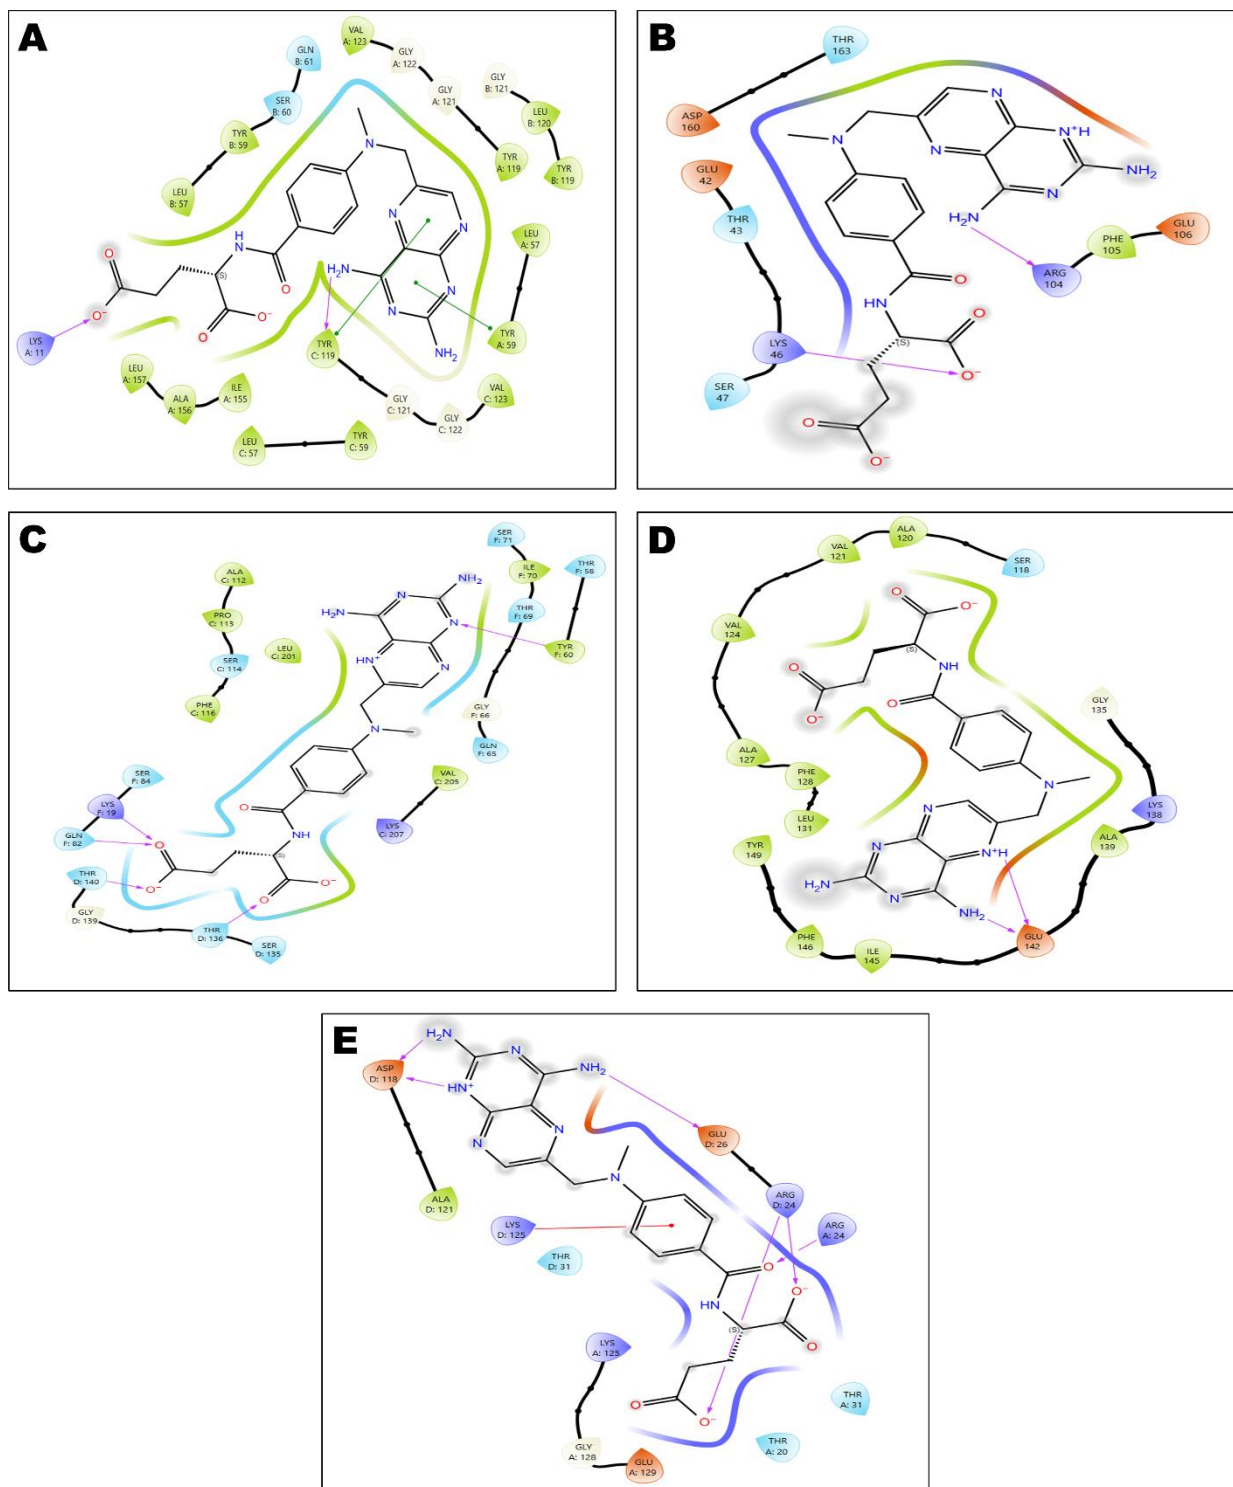 A
VAL
A: 123
GLN
B: 61
GLY
A: 122
GLY
A: 121
GLY
B: 121
SER
B: 60
LEU
B: 120
TYR
B: 59
TYR
A: 119
TYR
B: 119
LEU
B: 57
N
N
N
NH
(S)
H₂N
N
N
NH₂
O
O⁻
O
O⁻
O
LEU
A: 57
TYR
A: 59
LYS
A: 11
TYR
C: 119
LEU
A: 157
ALA
A: 156
ILE
A: 155
GLY
C: 121
GLY
C: 122
VAL
C: 123
LEU
C: 57
TYR
C: 59
B
THR
163
ASP
160
GLU
42
THR
43
N
N
N
N⁺H
N
NH₂
H₂N
GLU
106
PHE
105
ARG
104
O
HN
O
(S)
O⁻
LYS
46
SER
47
O
O⁻
C
SER
F: 71
ILE
F: 70
THR
F: 58
THR
F: 69
TYR
F: 60
ALA
C: 112
PRO
C: 113
LEU
C: 201
SER
C: 114
PHE
C: 116
NH₂
N
H₂N
N
HN⁺
N
N
GLY
F: 66
GLN
F: 65
VAL
C: 205
LYS
C: 207
SER
F: 84
LYS
F: 19
GLN
F: 82
O
NH
O
(S)
O⁻
O⁻
O
THR
D: 140
GLY
D: 139
THR
D: 136
SER
D: 135
D
ALA
120
VAL
121
SER
118
VAL
124
O
O⁻
(S)
O
NH
O⁻
O
GLY
135
ALA
127
PHE
128
LEU
131
LYS
138
ALA
139
N
N
N
N⁺H
H₂N
N
NH₂
TYR
149
PHE
146
ILE
145
GLU
142
E
H₂N
N
NH₂
ASP
D: 118
HN⁺
N
N
N
GLU
D: 26
ARG
D: 24
ARG
A: 24
ALA
D: 121
LYS
D: 125
THR
D: 31
O
O⁻
HN
(S)
O
O
O⁻
LYS
A: 125
THR
A: 31
THR
A: 20
GLY
A: 128
GLU
A: 129